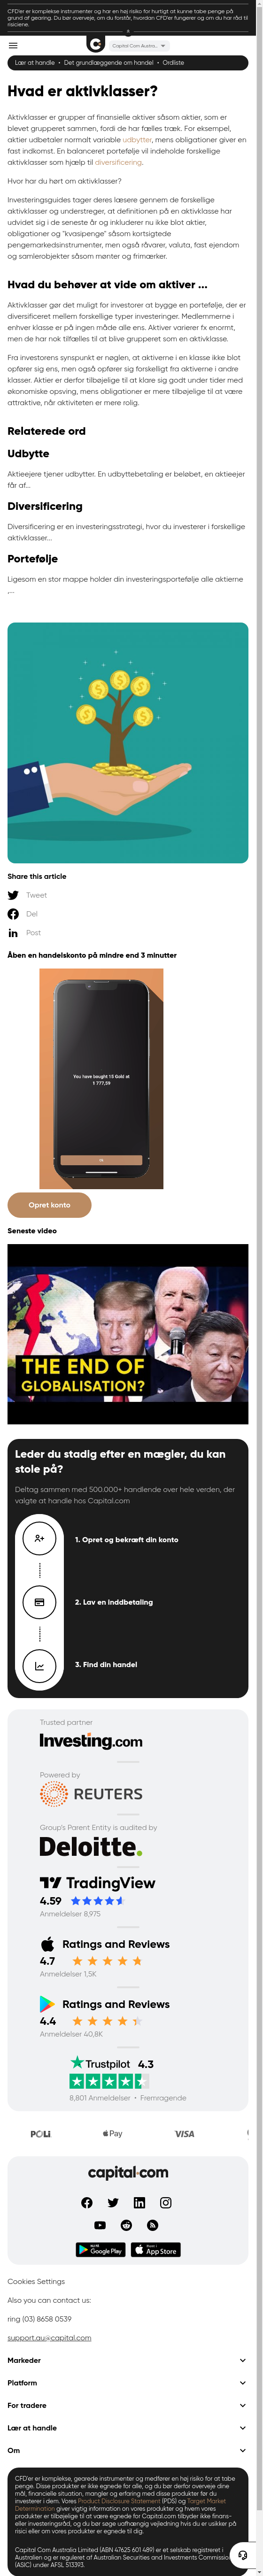 CFD'er er komplekse instrumenter og har en høj risiko for hurtigt at kunne tabe penge på
grund af gearing. Du bør overveje, om du forstår, hvordan CFD'er fungerer og om du har råd til
risiciene.
Capital Com Austra...
Lær at handle • Det grundlæggende om handel • Ordliste
Hvad er aktivklasser?
Aktivklasser er grupper af finansielle aktiver såsom aktier, som er
blevet grupperet sammen, fordi de har fælles træk. For eksempel,
aktier udbetaler normalt variable udbytter, mens obligationer giver en
fast indkomst. En velbalanceret portefølje vil indeholde forskellige
aktivklasser som hjælp til diversificering.
Hvor har du hørt om aktivklasser?
Investeringsguides tager deres læsere gennem de forskellige
aktivklasser og understreger, at definitionen på en aktivklasse har
udvidet sig i de seneste år og inkluderer nu ikke blot aktier,
obligationer og "kvasipenge" såsom kortsigtede
pengemarkedsinstrumenter, men også råvarer, valuta, fast ejendom
og samlerobjekter såsom mønter og frimærker.
Hvad du behøver at vide om aktiver ...
Aktivklasser gør det muligt for investorer at bygge en portefølje, der er
diversificeret mellem forskellige typer investeringer. Medlemmerne i
enhver klasse er på ingen måde alle ens. Aktiver varierer fx enormt,
men de har nok tilfælles til at blive grupperet som én aktivklasse.
Fra investorens synspunkt er nøglen, at aktiverne i en klasse ikke blot
opfører sig ens, men også opfører sig forskelligt fra aktiverne i andre
klasser. Aktier er derfor tilbøjelige til at klare sig godt under tider med
økonomiske opsving, mens obligationer er mere tilbøjelige til at være
attraktive, når aktiviteten er mere rolig.
Relaterede ord
Udbytte
Aktieejere tjener udbytter. En udbyttebetaling er beløbet, en aktieejer
får af...
Diversificering
Diversificering er en investeringsstrategi, hvor du investerer i forskellige
aktivklasser...
Portefølje
Ligesom en stor mappe holder din investeringsportefølje alle aktierne
,...
Share this article
Tweet
Del
Post
Åben en handelskonto på mindre end 3 minutter
You have bought 15 Gold at
1 777,59
Ok
Opret konto
Seneste video
THE END OF
GLOBALISATION?
Leder du stadig efter en mægler, du kan
stole på?
Deltag sammen med 500.000+ handlende over hele verden, der
valgte at handle hos Capital.com
1. Opret og bekræft din konto
2. Lav en inddbetaling
3. Find din handel
Trusted partner
Investing.com
Powered by
REUTERS
Group's Parent Entity is audited by
Deloitte.
TradingView
4.59
Anmeldelser 8,975
Ratings and Reviews
4.7
Anmeldelser 1,5K
Ratings and Reviews
4.4
Anmeldelser 40,8K
Trustpilot 4.3
8,801 Anmeldelser • Fremragende
POLi
Pay
VISA
capital.com
Google Play
App Store
Cookies Settings
Also you can contact us:
ring (03) 8658 0539
support.au@capital.com
Markeder
Platform
For tradere
Lær at handle
Om
CFD'er er komplekse, gearede instrumenter og medfører en høj risiko for at tabe
penge. Disse produkter er ikke egnede for alle, og du bør derfor overveje dine
mål, finansielle situation, behov, mangler og erfaring med disse produkter før du
investerer i dem. Vores Product Disclosure Statement (PDS) og Target Market
Determination giver vigtig information om vores produkter og hvem vores
produkter muligvis er egnede for på Capital.com tilbyder ikke finans-
eller investeringsråd, og du bør søge uafhængig vejledning hvis du er usikker på
om vores produkter er egnede til dig.
Capital Com Australia Limited (ABN 47625 601 489) er et selskab registreret i
Australien og er reguleret af Australian Securities and Investments Commission
(ASIC) under AFSL 513393.